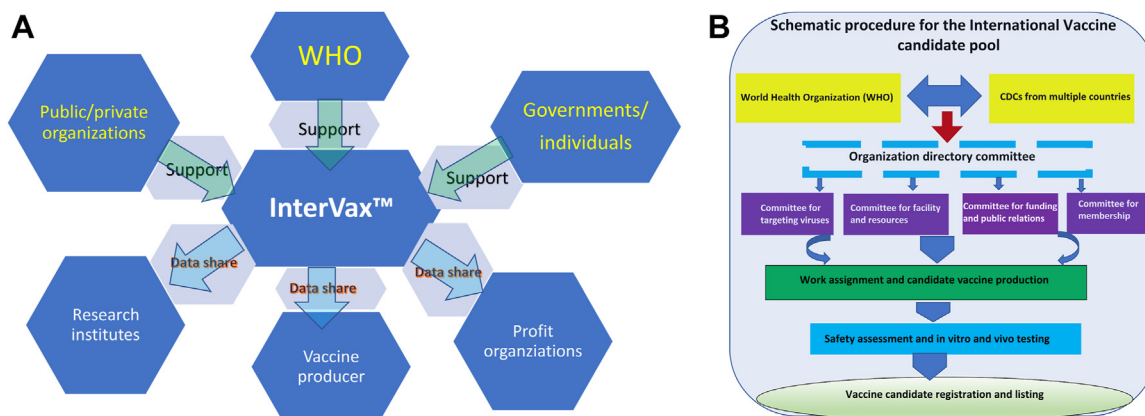 A
WHO
Public/private
organizations
Governments/
individuals
Support
Support
Support
InterVax™
Data share
Data share
Data share
Research
institutes
Vaccine
producer
Profit
organziations
B
Schematic procedure for the International Vaccine
candidate pool
World Health Organization (WHO)
CDCs from multiple countries
Organization directory committee
Committee for
targeting viruses
Committee for facility
and resources
Committee for funding
and public relations
Committee for
membership
Work assignment and candidate vaccine production
Safety assessment and in vitro and vivo testing
Vaccine candidate registration and listing